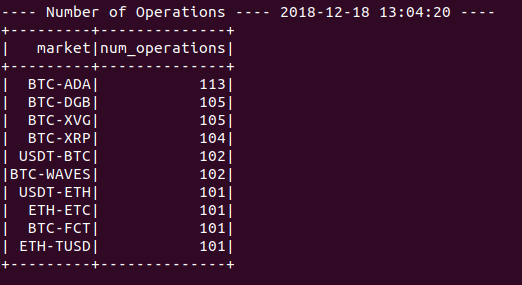 ---- Number of Operations ---- 2018-12-18 13:04:20 ----
+---------+--------------+
|   market|num_operations|
+---------+--------------+
|  BTC-ADA|           113|
|  BTC-DGB|           105|
|  BTC-XVG|           105|
|  BTC-XRP|           104|
| USDT-BTC|           102|
|BTC-WAVES|           102|
| USDT-ETH|           101|
|  ETH-ETC|           101|
|  BTC-FCT|           101|
| ETH-TUSD|           101|
+---------+--------------+